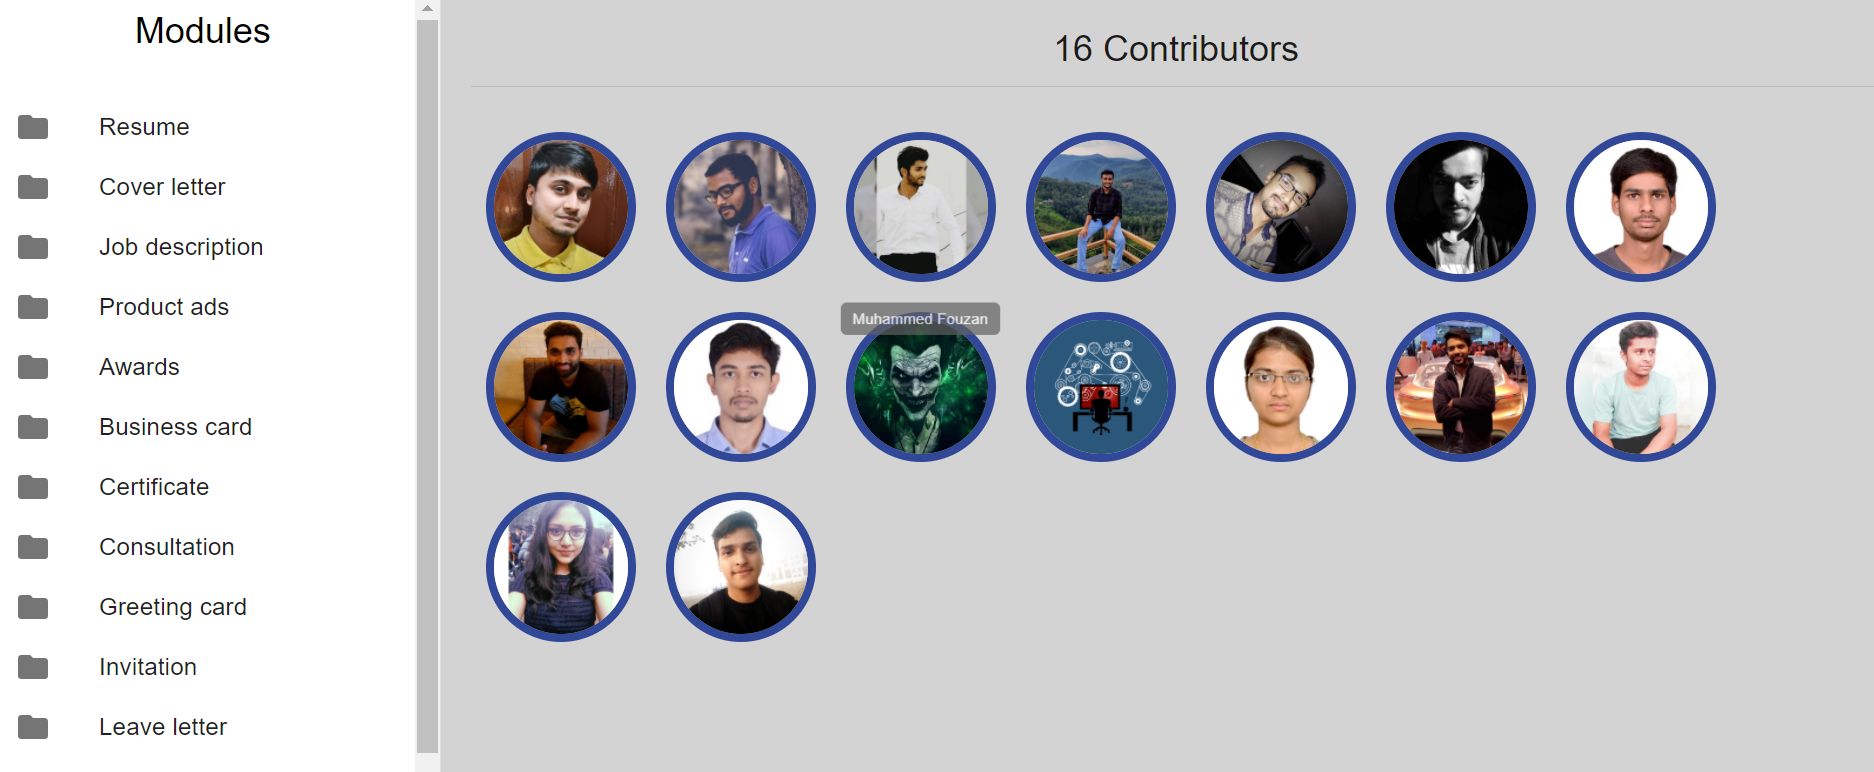 Modules
Resume
Cover letter
Job description
Product ads
Awards
Business card
Certificate
Consultation
Greeting card
Invitation
Leave letter
16 Contributors
Muhammed Fouzan